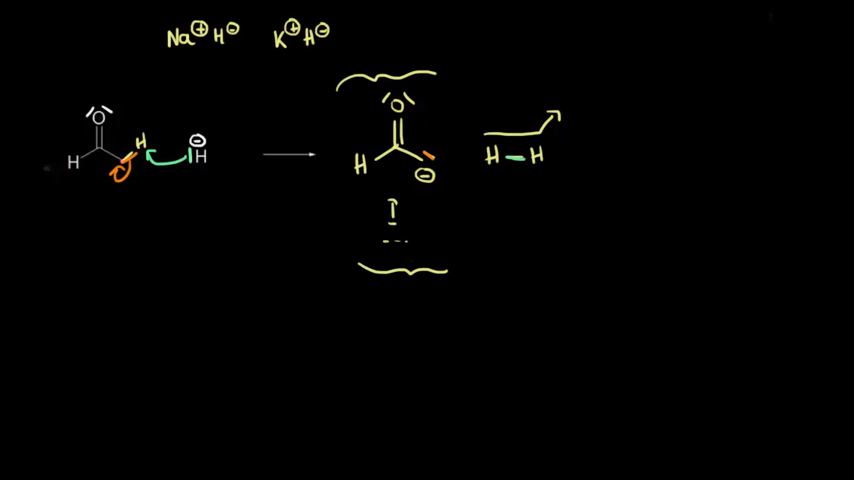 Na⊕ H⊖ K⊕ H⊖
O O
H H ⊖ H H H — H
⊖